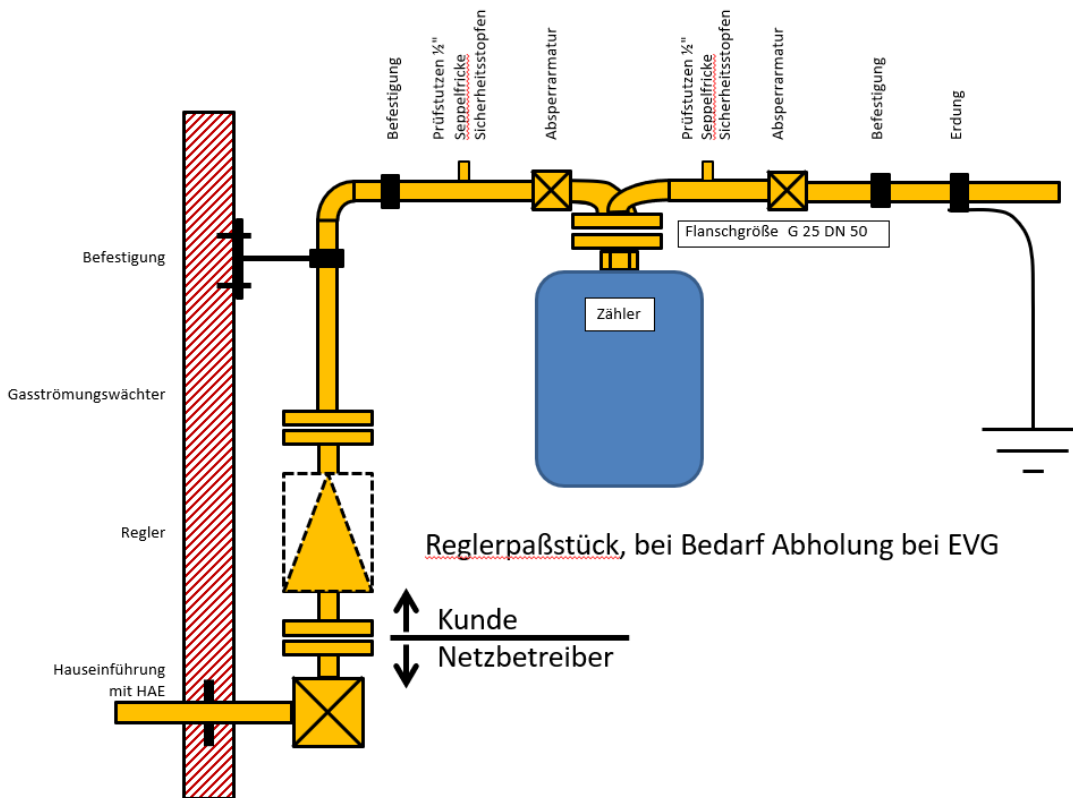 Befestigung
Prüfstutzen ½"
Seppelfricke
Sicherheitsstopfen
Absperrarmatur
Prüfstutzen ½"
Seppelfricke
Sicherheitsstopfen
Absperrarmatur
Befestigung
Erdung
Flanschgröße G 25 DN 50
Befestigung
Zähler
Gasströmungswächter
Regler
Reglerpaßstück, bei Bedarf Abholung bei EVG
Kunde
Netzbetreiber
Hauseinführung
mit HAE